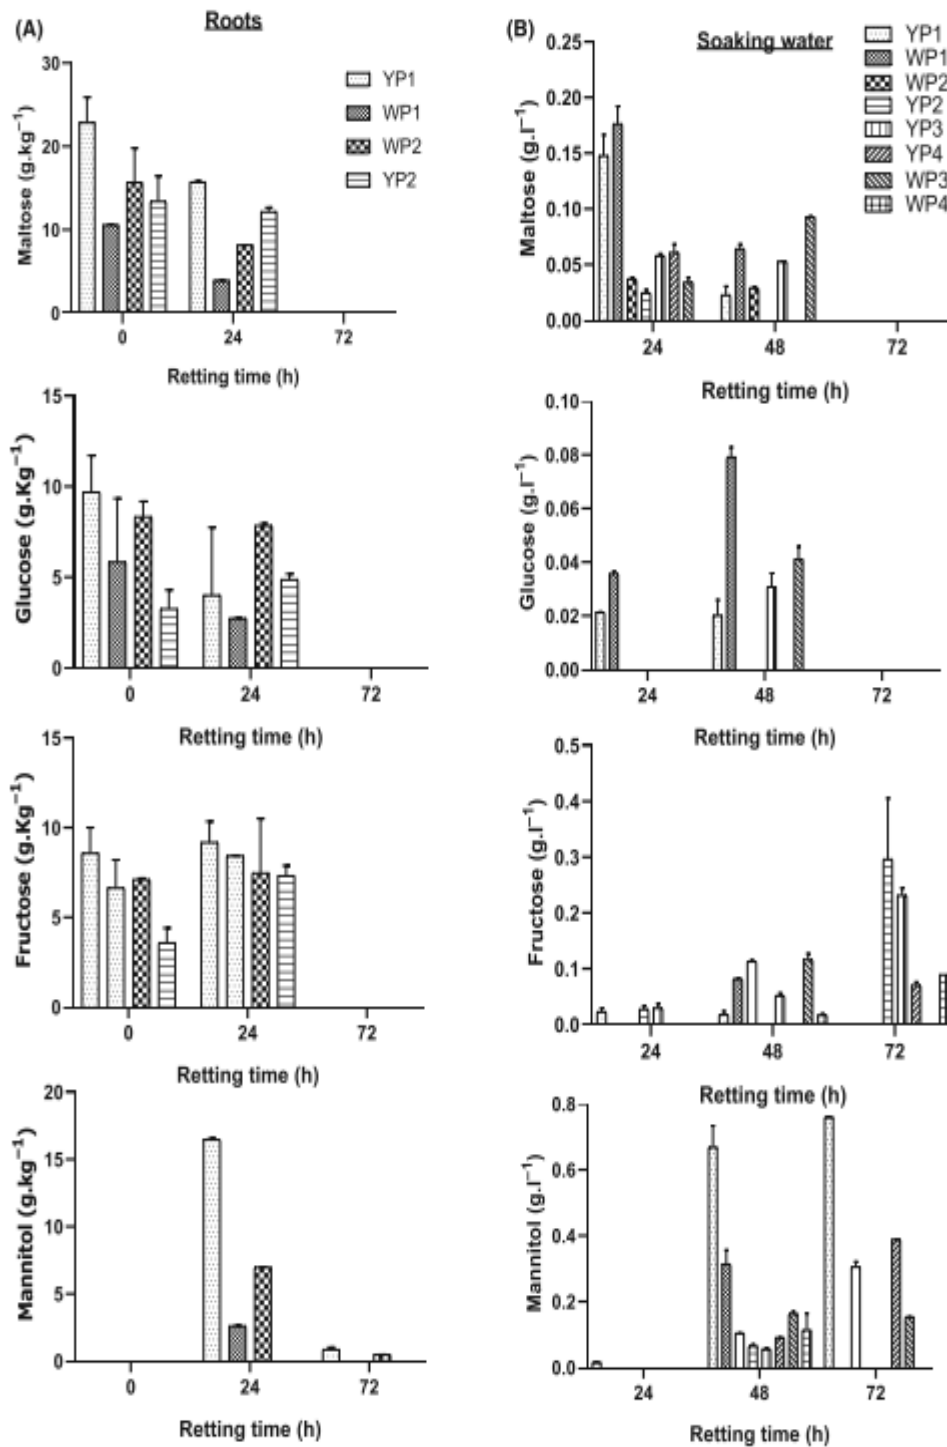 (A)
Roots
30
20
10
0
Maltose (g.kg⁻¹)
YP1
WP1
WP2
YP2
0 24 72
Retting time (h)
15
10
5
0
Glucose (g.Kg⁻¹)
0 24 72
Retting time (h)
15
10
5
0
Fructose (g.Kg⁻¹)
0 24 72
Retting time (h)
20
15
10
5
0
Mannitol (g.kg⁻¹)
0 24 72
Retting time (h)
(B)
Soaking water
0.25
0.20
0.15
0.10
0.05
0.00
Maltose (g.l⁻¹)
YP1
WP1
WP2
YP2
YP3
YP4
WP3
WP4
24 48 72
Retting time (h)
0.10
0.08
0.06
0.04
0.02
0.00
Glucose (g.l⁻¹)
24 48 72
Retting time (h)
0.5
0.4
0.3
0.2
0.1
0.0
Fructose (g.l⁻¹)
24 48 72
Retting time (h)
0.8
0.6
0.4
0.2
0.0
Mannitol (g.l⁻¹)
24 48 72
Retting time (h)